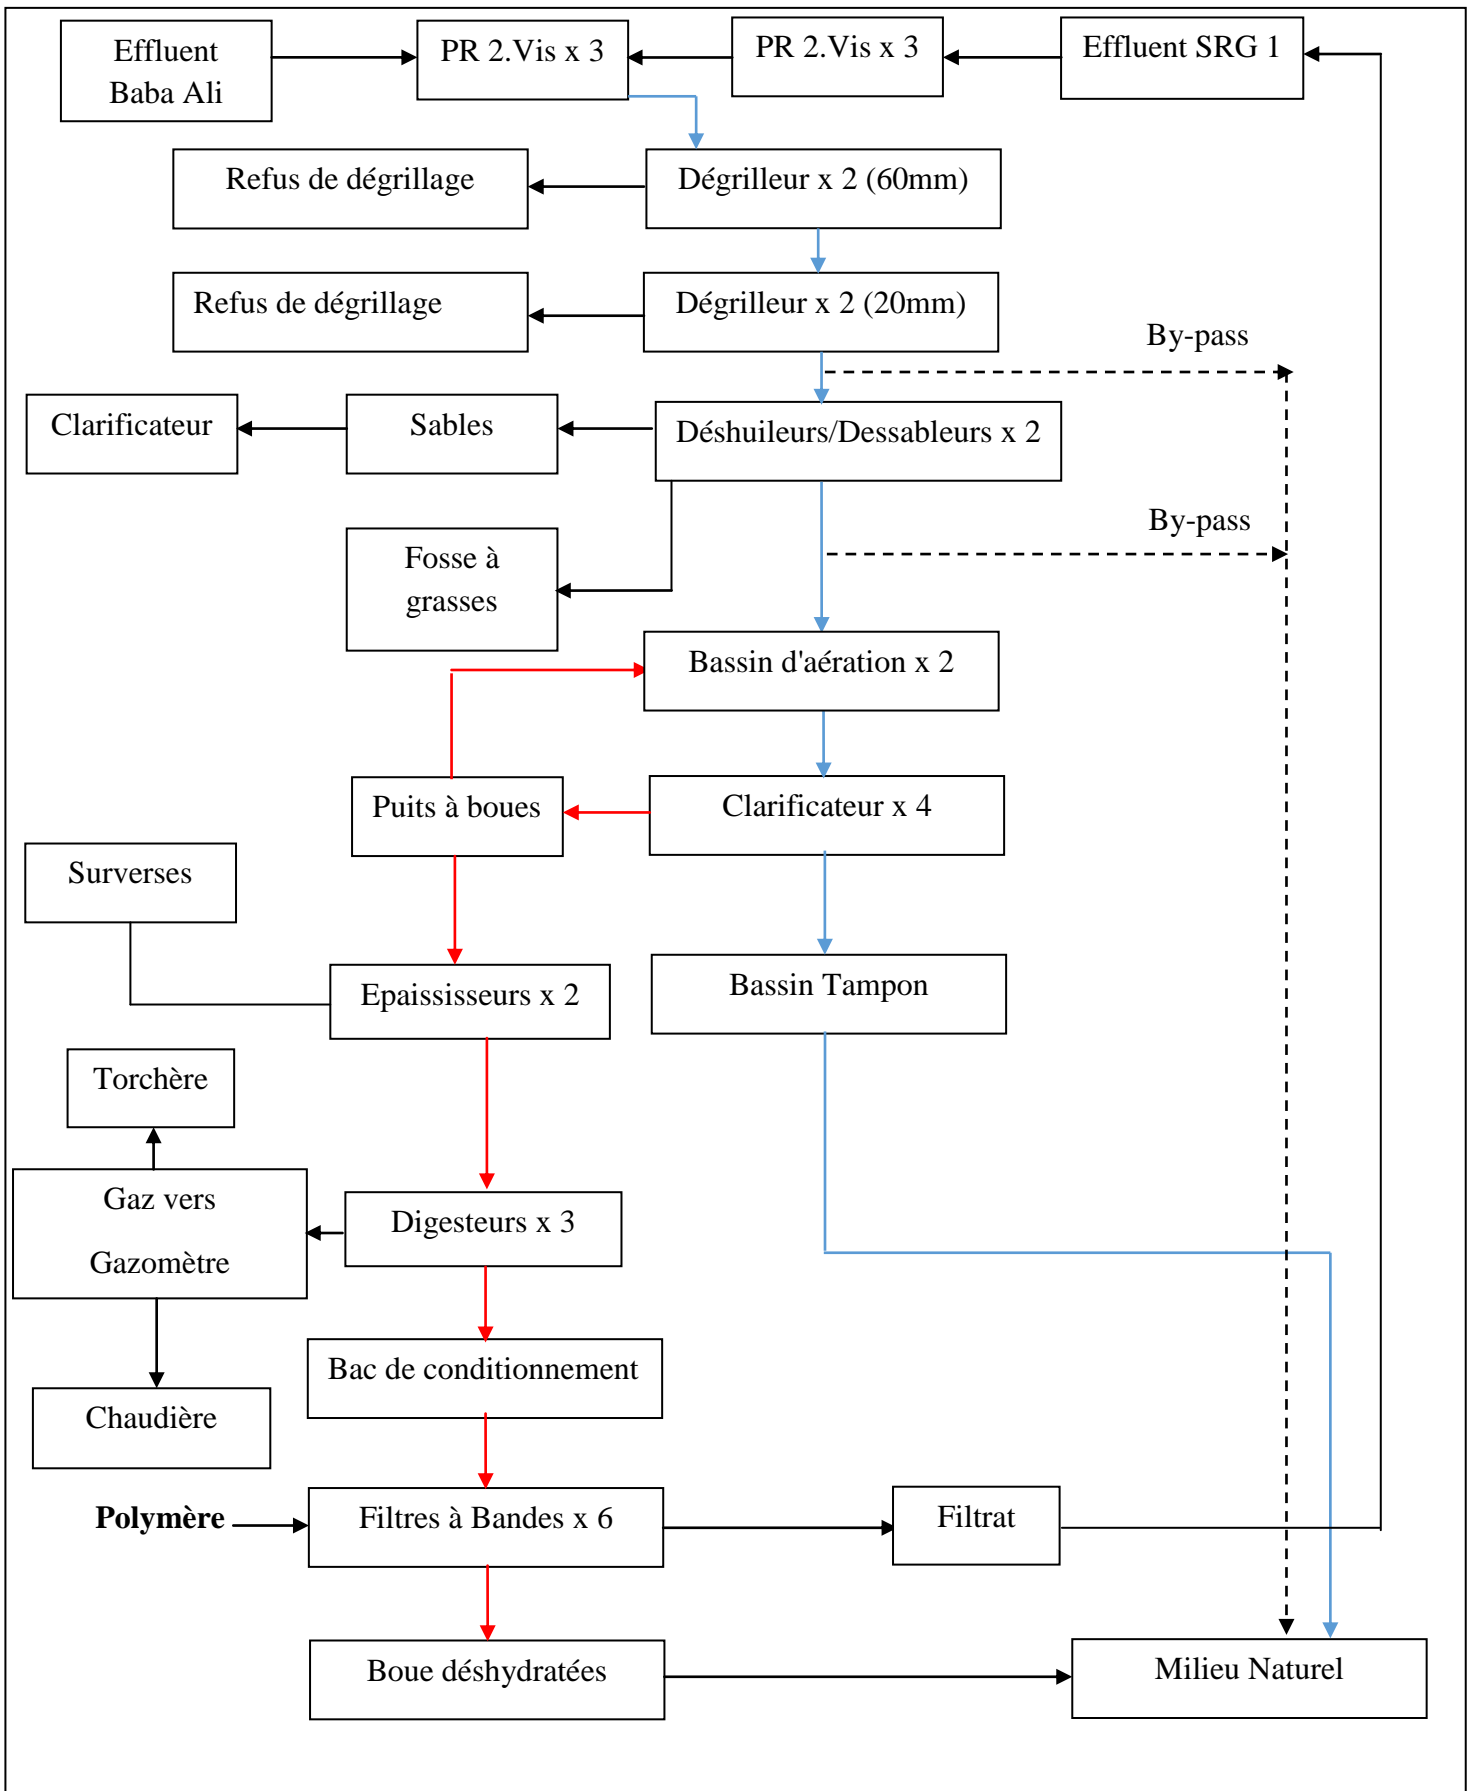 Effluent
Baba Ali
PR 2.Vis x 3
PR 2.Vis x 3
Effluent SRG 1
Refus de dégrillage
Dégrilleur x 2 (60mm)
Refus de dégrillage
Dégrilleur x 2 (20mm)
By-pass
Clarificateur
Sables
Déshuileurs/Dessableurs x 2
By-pass
Fosse à
grasses
Bassin d'aération x 2
Puits à boues
Clarificateur x 4
Surverses
Epaississeurs x 2
Bassin Tampon
Torchère
Gaz vers
Gazomètre
Digesteurs x 3
Bac de conditionnement
Chaudière
Polymère
Filtres à Bandes x 6
Filtrat
Boue déshydratées
Milieu Naturel